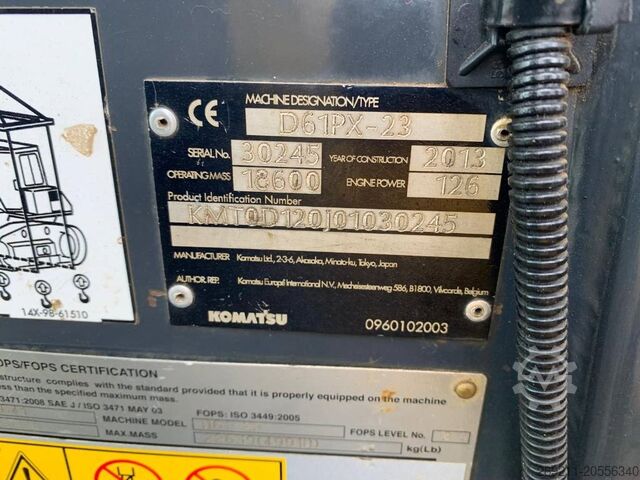 CE
MACHINE DESIGNATION/TYPE
D61PX-23
SERIAL No. 30245 YEAR OF CONSTRUCTION 2013
OPERATING MASS 18600 ENGINE POWER 126
Product Identification Number
KMT0D120J01030245
MANUFACTURER Komatsu Ltd., 2-3-6, Akasaka, Minato-ku, Tokyo, Japan
AUTHOR. REP. Komatsu Europe International N.V., Mechelsesteenweg 586, B1800, Vilvoorde, Belgium
KOMATSU 0960102003
14X-98-61510
OPS/FOPS CERTIFICATION
structure complies with the standard provided that it is properly equipped on the machine
less than the specified maximum mass.
3471:2008 SAE J / ISO 3471 MAY 03 FOPS: ISO 3449:2005
MACHINE MODEL FOPS LEVEL No.
MAX.MASS kg(Lb)
20556340